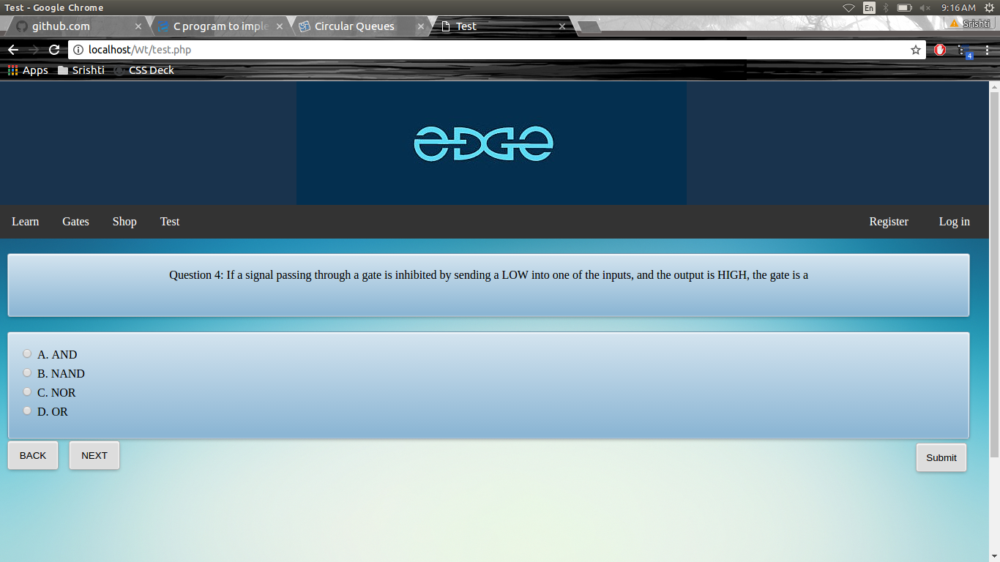 Test - Google Chrome
En
9:16 AM
github.com
C program to imple
Circular Queues
Test
Srishti
localhost/Wt/test.php
4
Apps
Srishti
CSS Deck
eDGe
Learn
Gates
Shop
Test
Register
Log in
Question 4: If a signal passing through a gate is inhibited by sending a LOW into one of the inputs, and the output is HIGH, the gate is a
A. AND
B. NAND
C. NOR
D. OR
BACK
NEXT
Submit